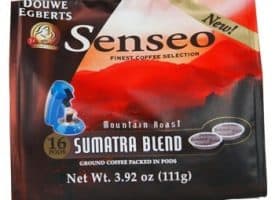 DOUWE
EGBERTS
New!
Senseo
FINEST COFFEE SELECTION
Mountain Roast
16
PODS
SUMATRA BLEND
GROUND COFFEE PACKED IN PODS
Net Wt. 3.92 oz (111g)